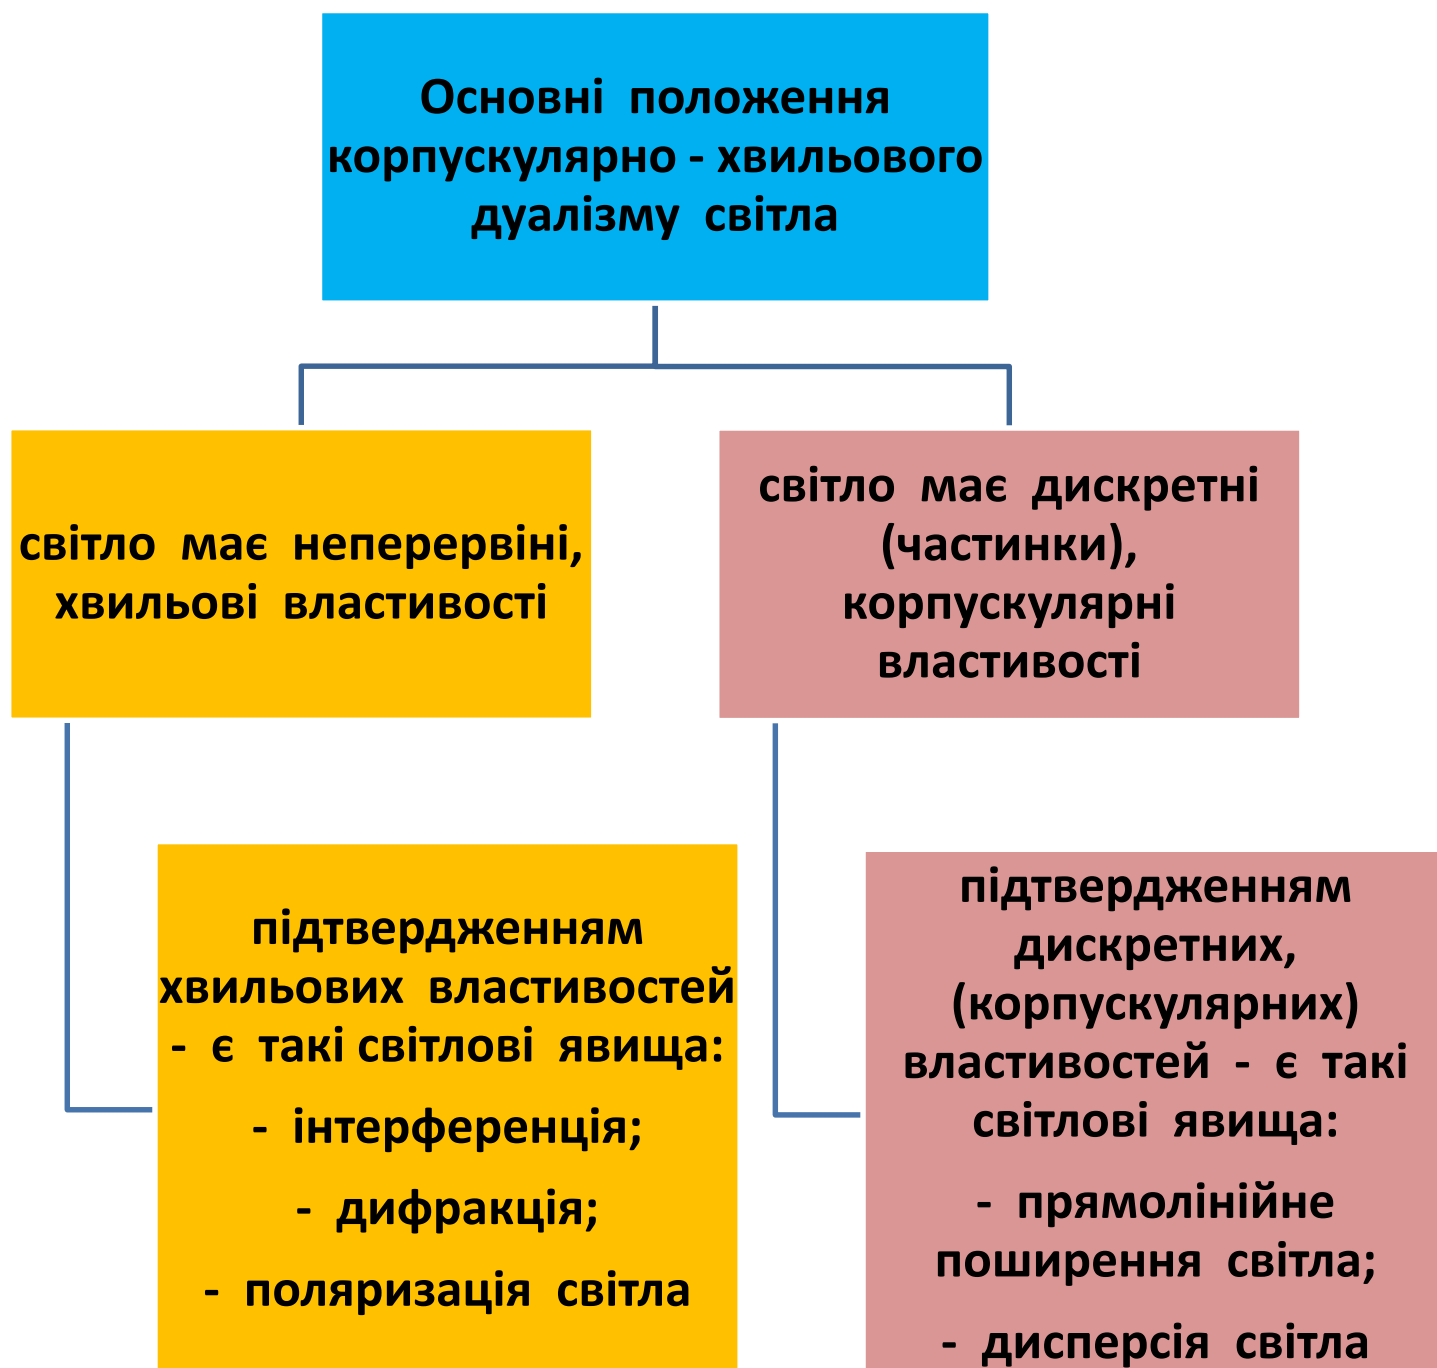 Основні положення
корпускулярно - хвильового
дуалізму світла
світло має неперервіні,
хвильові властивості
світло має дискретні
(частинки),
корпускулярні
властивості
підтвердженням
хвильових властивостей
- є такі світлові явища:
- інтерференція;
- дифракція;
- поляризація світла
підтвердженням
дискретних,
(корпускулярних)
властивостей - є такі
світлові явища:
- прямолінійне
поширення світла;
- дисперсія світла